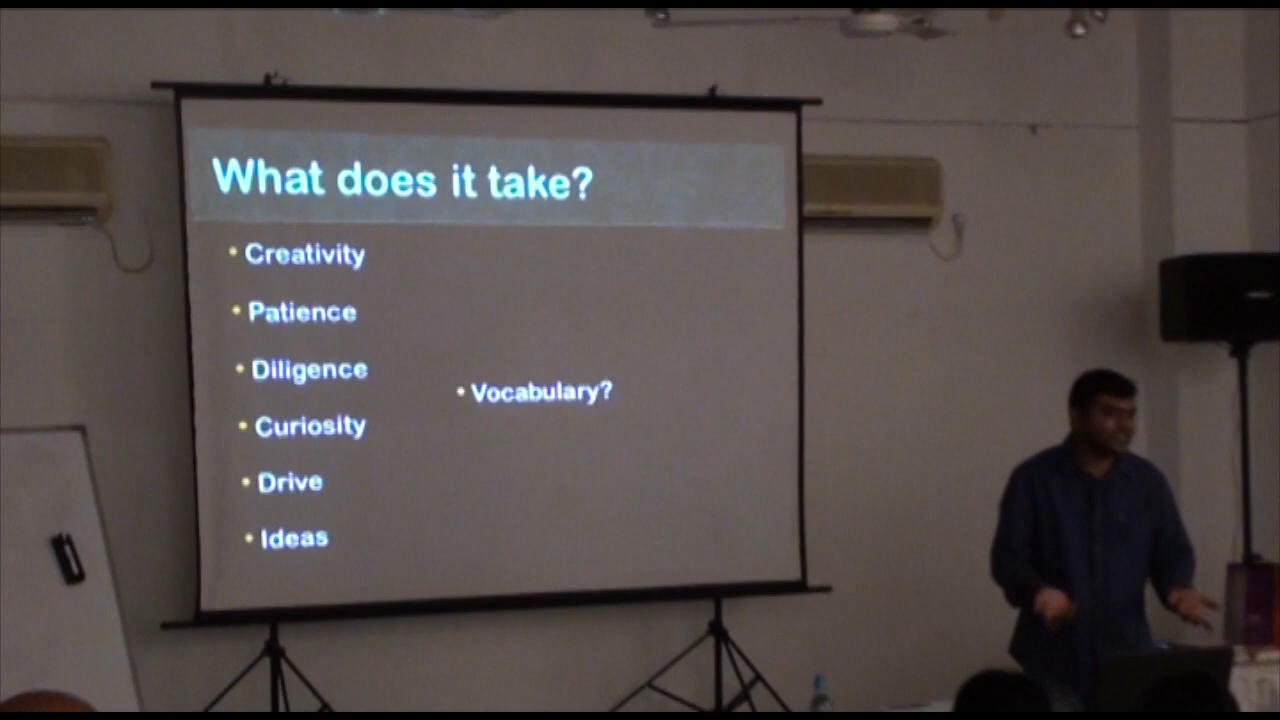 What does it take?
• Creativity
• Patience
• Diligence
• Vocabulary?
• Curiosity
• Drive
• Ideas